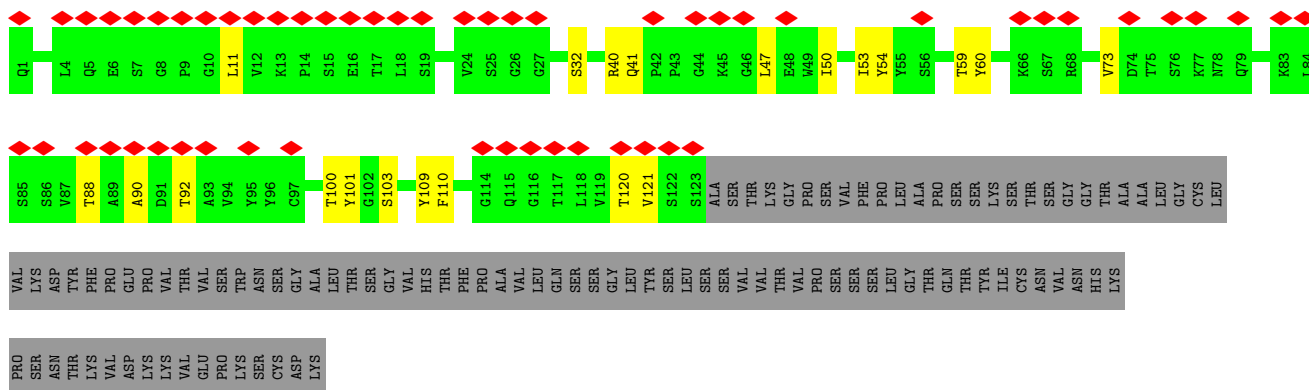 Q1 L4 Q5 E6 S7 G8 P9 G10 L11 V12 K13 P14 S15 E16 T17 L18 S19 V24 S25 G26 G27 S32 R40 Q41 P42 P43 G44 K45 G46 L47 E48 W49 I50 I53 Y54 Y55 S56 T59 Y60 K66 S67 R68 V73 D74 T75 S76 K77 N78 Q79 K83 L84
S85 S86 V87 T88 A89 A90 D91 T92 A93 V94 Y95 Y96 C97 T100 Y101 G102 S103 Y109 F110 G114 Q115 G116 T117 L118 V119 T120 V121 S122 S123 ALA SER THR LYS GLY PRO SER VAL PHE PRO LEU ALA PRO SER SER LYS SER THR SER GLY GLY THR ALA ALA LEU GLY CYS LEU
VAL LYS ASP TYR PHE PRO GLU PRO VAL THR VAL SER TRP ASN SER GLY ALA LEU THR SER GLY VAL HIS THR PHE PRO ALA VAL LEU GLN SER SER GLY LEU TYR SER LEU SER SER VAL VAL THR VAL PRO SER SER SER LEU GLY THR GLN THR TYR ILE CYS ASN VAL ASN HIS LYS
PRO SER ASN THR LYS VAL ASP LYS LYS VAL GLU PRO LYS SER CYS ASP LYS